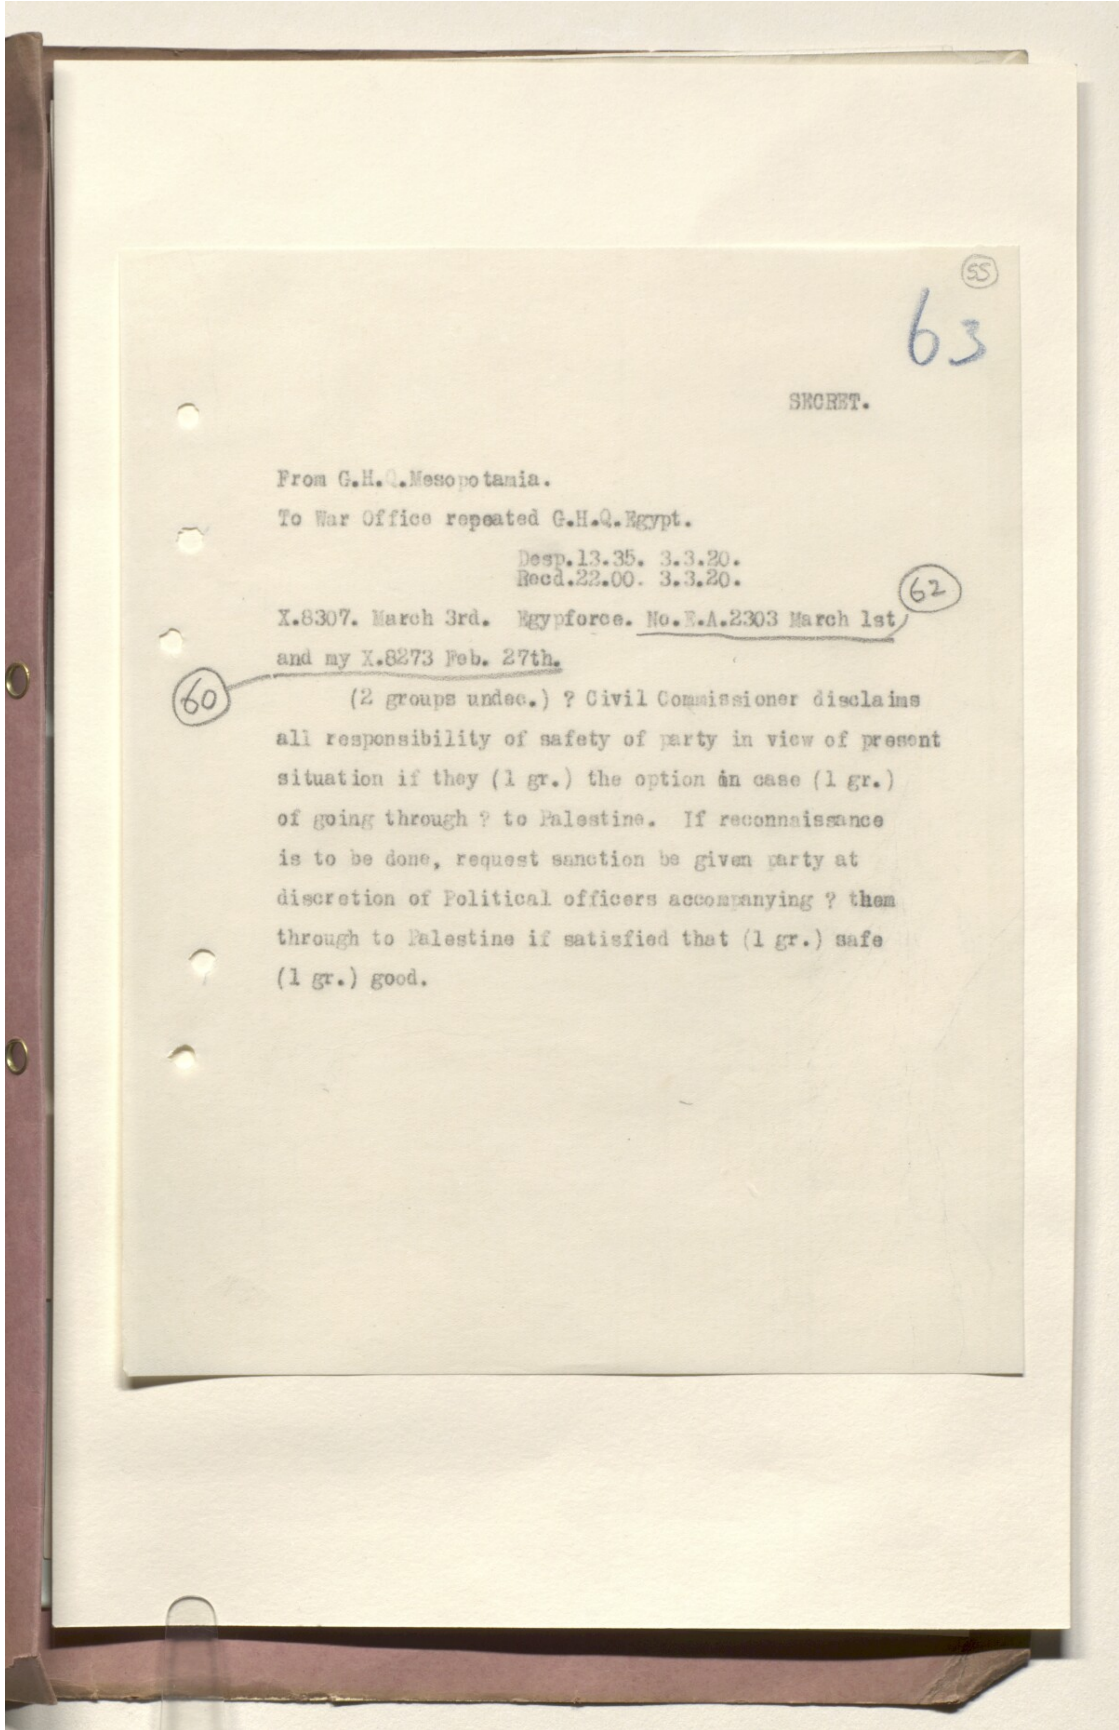 55
63
SECRET.
From G.H.Q.Mesopotamia.
To War Office repeated G.H.Q.Egypt.
Desp.13.35. 3.3.20.
Recd.22.00. 3.3.20.
62
X.8307. March 3rd. Egypforce. No.E.A.2303 March 1st,
and my X.8273 Feb. 27th.
60
(2 groups undec.) ? Civil Commissioner disclaims
all responsibility of safety of party in view of present
situation if they (1 gr.) the option in case (1 gr.)
of going through ? to Palestine. If reconnaissance
is to be done, request sanction be given party at
discretion of Political officers accompanying ? them
through to Palestine if satisfied that (1 gr.) safe
(1 gr.) good.